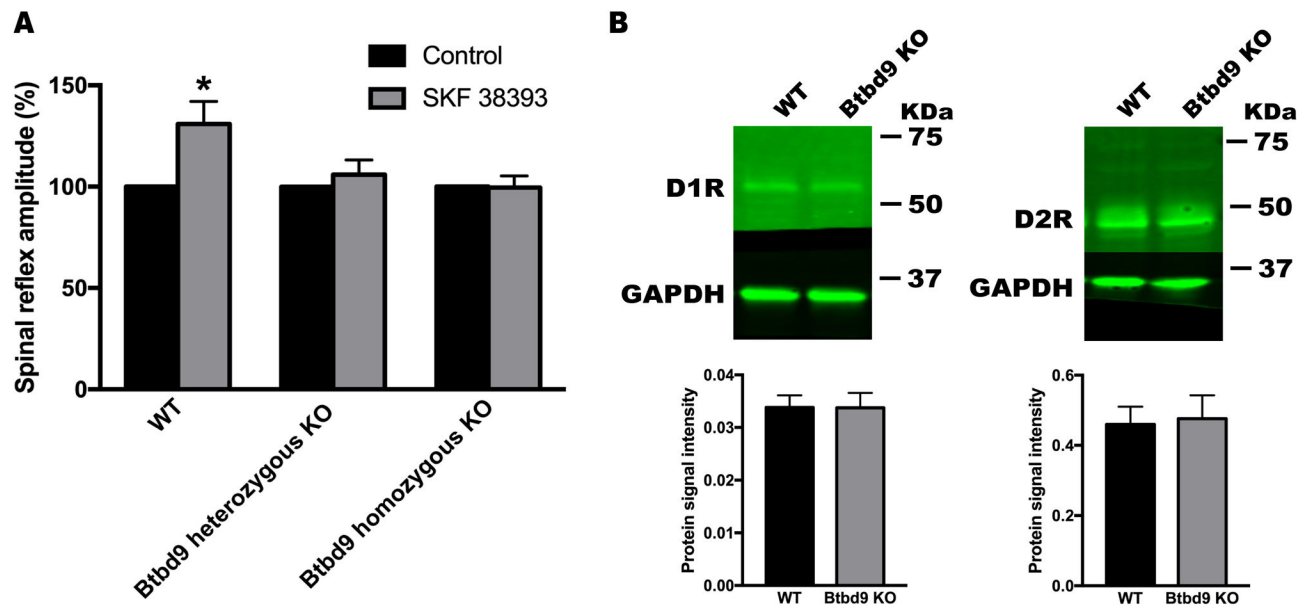 A
Control
SKF 38393
Spinal reflex amplitude (%)
150
100
50
0
*
WT
Btbd9 heterozygous KO
Btbd9 homozygous KO
B
WT
Btbd9 KO
KDa
D1R
75
50
GAPDH
37
WT
Btbd9 KO
KDa
D2R
75
50
GAPDH
37
Protein signal intensity
0.04
0.03
0.02
0.01
0.00
WT
Btbd9 KO
Protein signal intensity
0.6
0.4
0.2
0.0
WT
Btbd9 KO